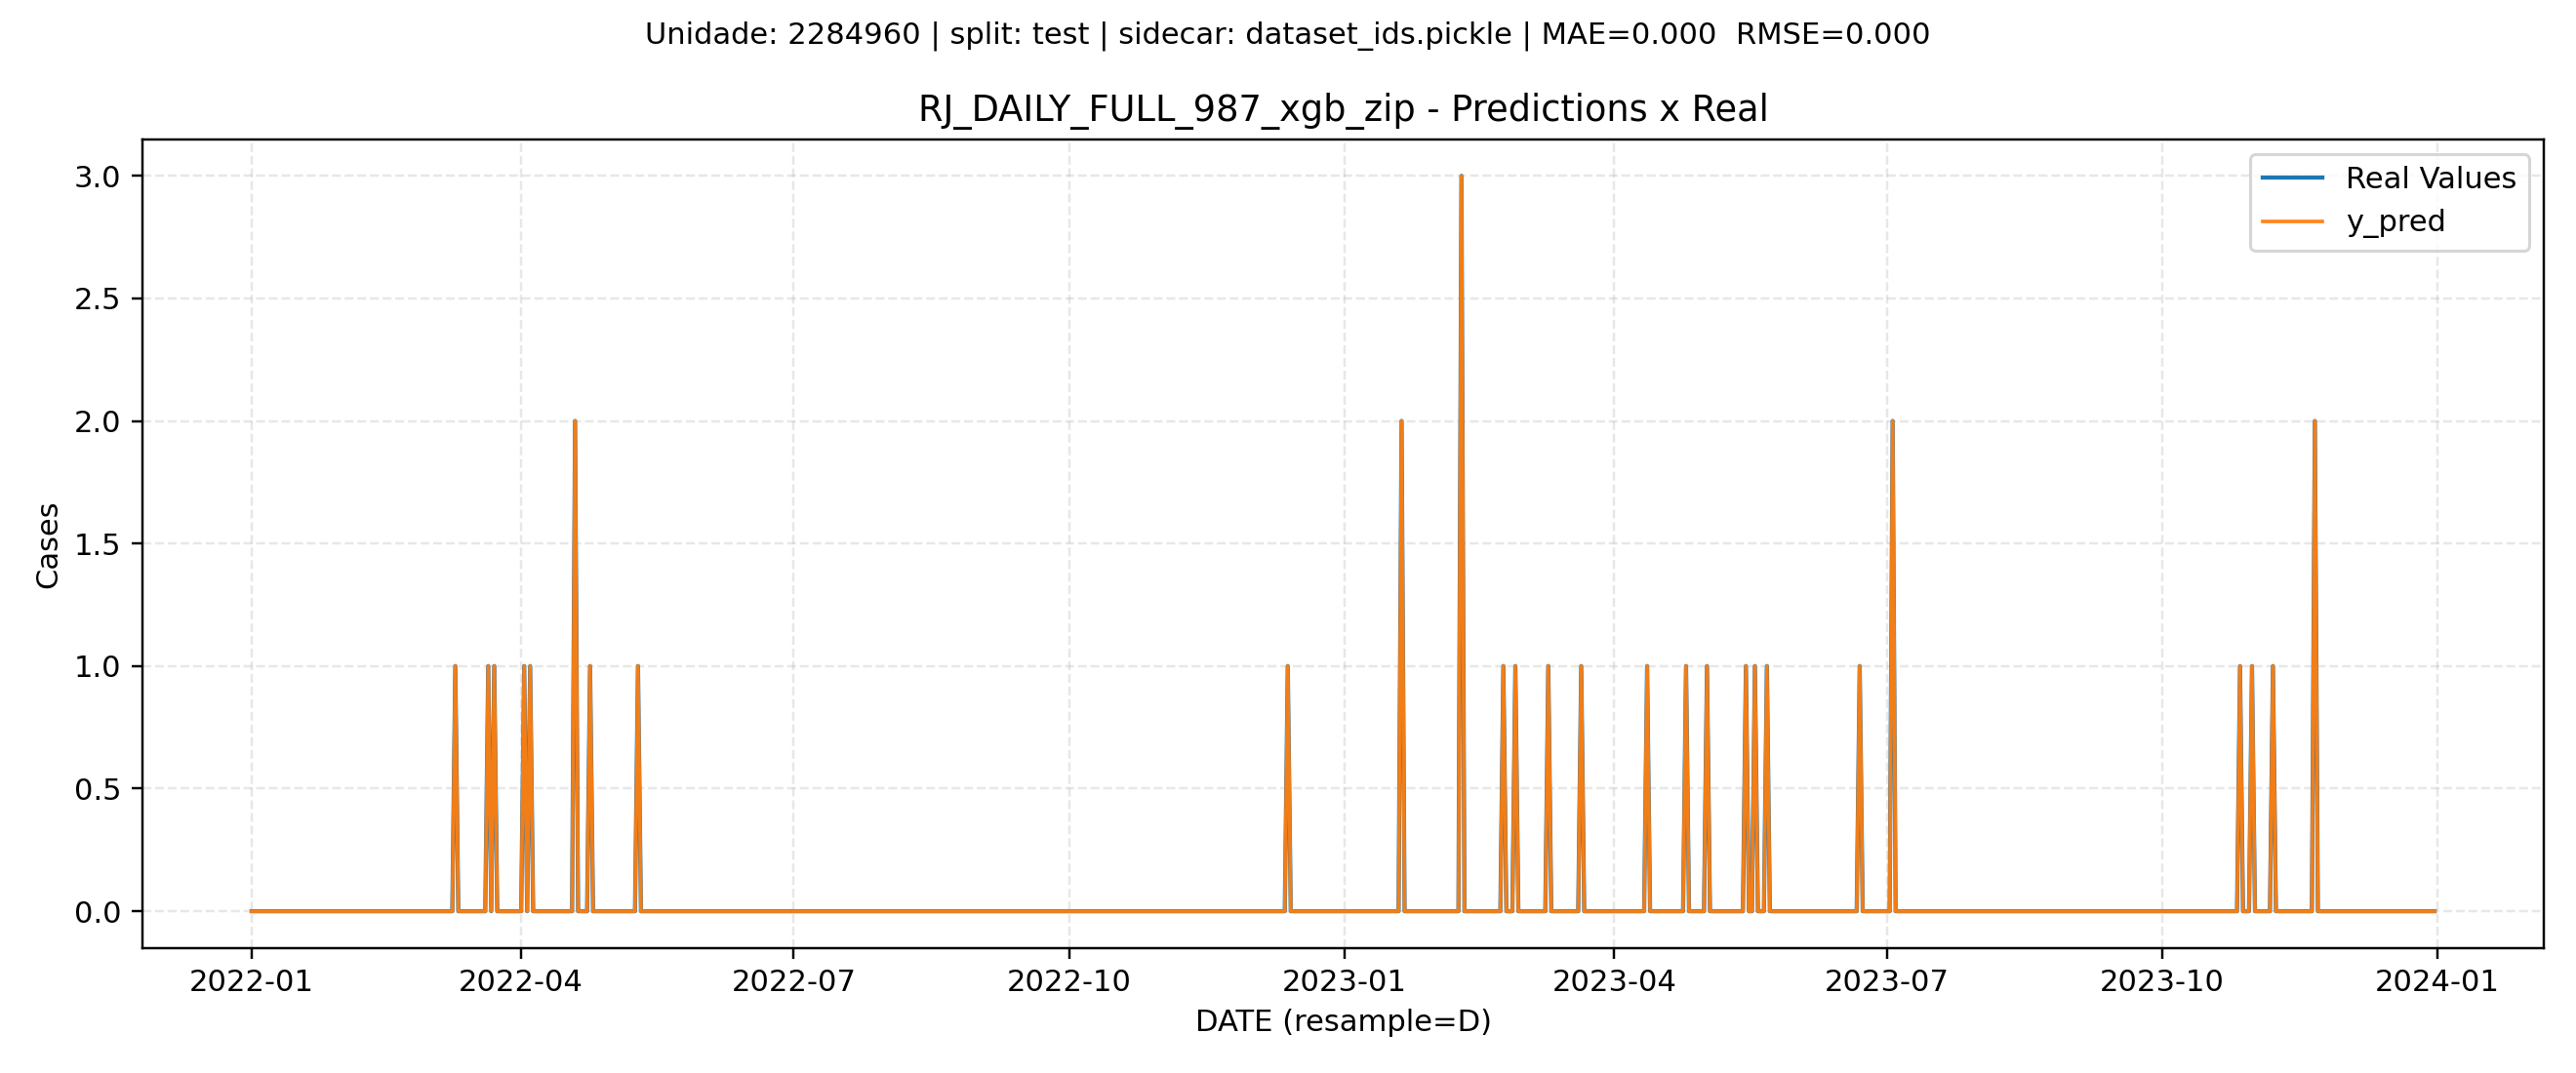 Unidade: 2284960 | split: test | sidecar: dataset_ids.pickle | MAE=0.000  RMSE=0.000
RJ_DAILY_FULL_987_xgb_zip - Predictions x Real
Real Values
y_pred
Cases
3.0
2.5
2.0
1.5
1.0
0.5
0.0
2022-01
2022-04
2022-07
2022-10
2023-01
2023-04
2023-07
2023-10
2024-01
DATE (resample=D)